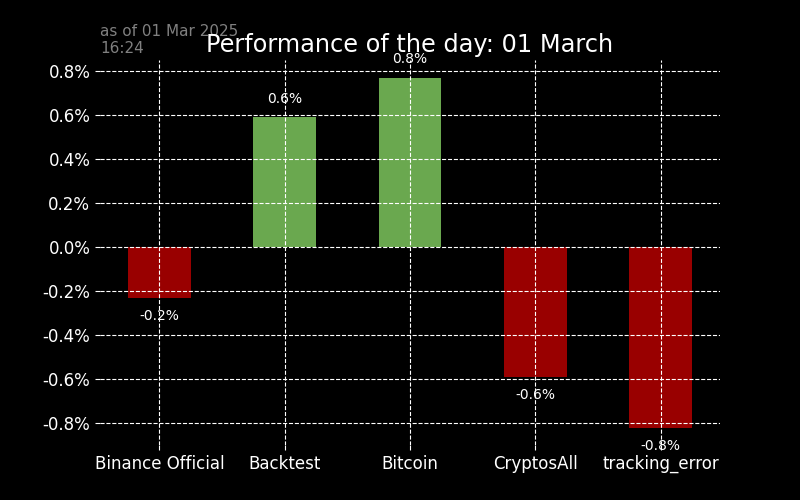 as of 01 Mar 2025
16:24
Performance of the day: 01 March
0.8%
0.6%
0.4%
0.2%
0.0%
-0.2%
-0.4%
-0.6%
-0.8%
-0.2%
0.6%
0.8%
-0.6%
-0.8%
Binance Official
Backtest
Bitcoin
CryptosAll
tracking_error